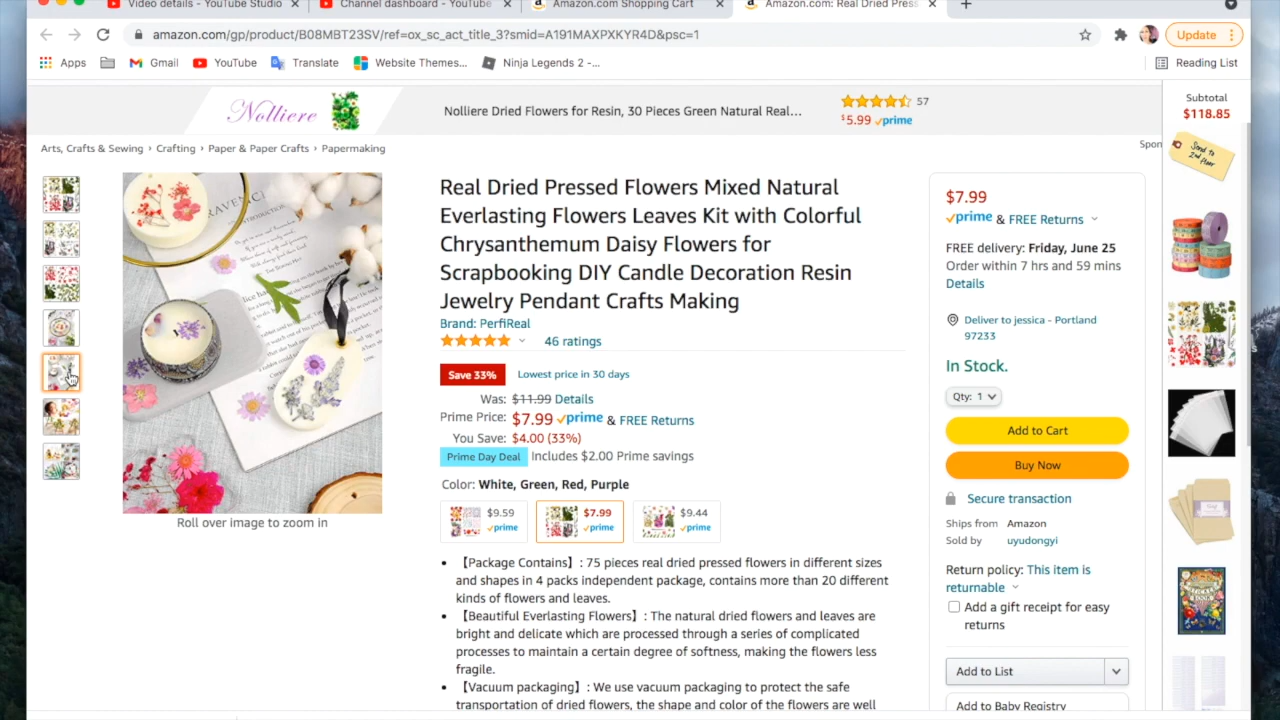 Video details - YouTube Studio
Channel dashboard - YouTube
Amazon.com Shopping Cart
Amazon.com: Real Dried Press
amazon.com/gp/product/B08MBT23SV/ref=ox_sc_act_title_3?smid=A191MAXPXKYR4D&psc=1
Update
Apps
Gmail
YouTube
Translate
Website Themes...
Ninja Legends 2 -...
Reading List
Nolliere
Nolliere Dried Flowers for Resin, 30 Pieces Green Natural Real...
57
$5.99 prime
Subtotal
$118.85
Arts, Crafts & Sewing › Crafting › Paper & Paper Crafts › Papermaking
Spon
Send to
2nd floor
Real Dried Pressed Flowers Mixed Natural
Everlasting Flowers Leaves Kit with Colorful
Chrysanthemum Daisy Flowers for
Scrapbooking DIY Candle Decoration Resin
Jewelry Pendant Crafts Making
Brand: PerfiReal
46 ratings
Save 33% Lowest price in 30 days
Was: $11.99 Details
Prime Price: $7.99 prime & FREE Returns
You Save: $4.00 (33%)
Prime Day Deal Includes $2.00 Prime savings
Color: White, Green, Red, Purple
$9.59 prime
$7.99 prime
$9.44 prime
• 【Package Contains】: 75 pieces real dried pressed flowers in different sizes
and shapes in 4 packs independent package, contains more than 20 different
kinds of flowers and leaves.
• 【Beautiful Everlasting Flowers】: The natural dried flowers and leaves are
bright and delicate which are processed through a series of complicated
processes to maintain a certain degree of softness, making the flowers less
fragile.
• 【Vacuum packaging】: We use vacuum packaging to protect the safe
transportation of dried flowers, the shape and color of the flowers are well
Roll over image to zoom in
$7.99
prime & FREE Returns
FREE delivery: Friday, June 25
Order within 7 hrs and 59 mins
Details
Deliver to jessica - Portland
97233
In Stock.
Qty: 1
Add to Cart
Buy Now
Secure transaction
Ships from Amazon
Sold by uyudongyi
Return policy: This item is
returnable
Add a gift receipt for easy
returns
Add to List
Add to Baby Registry